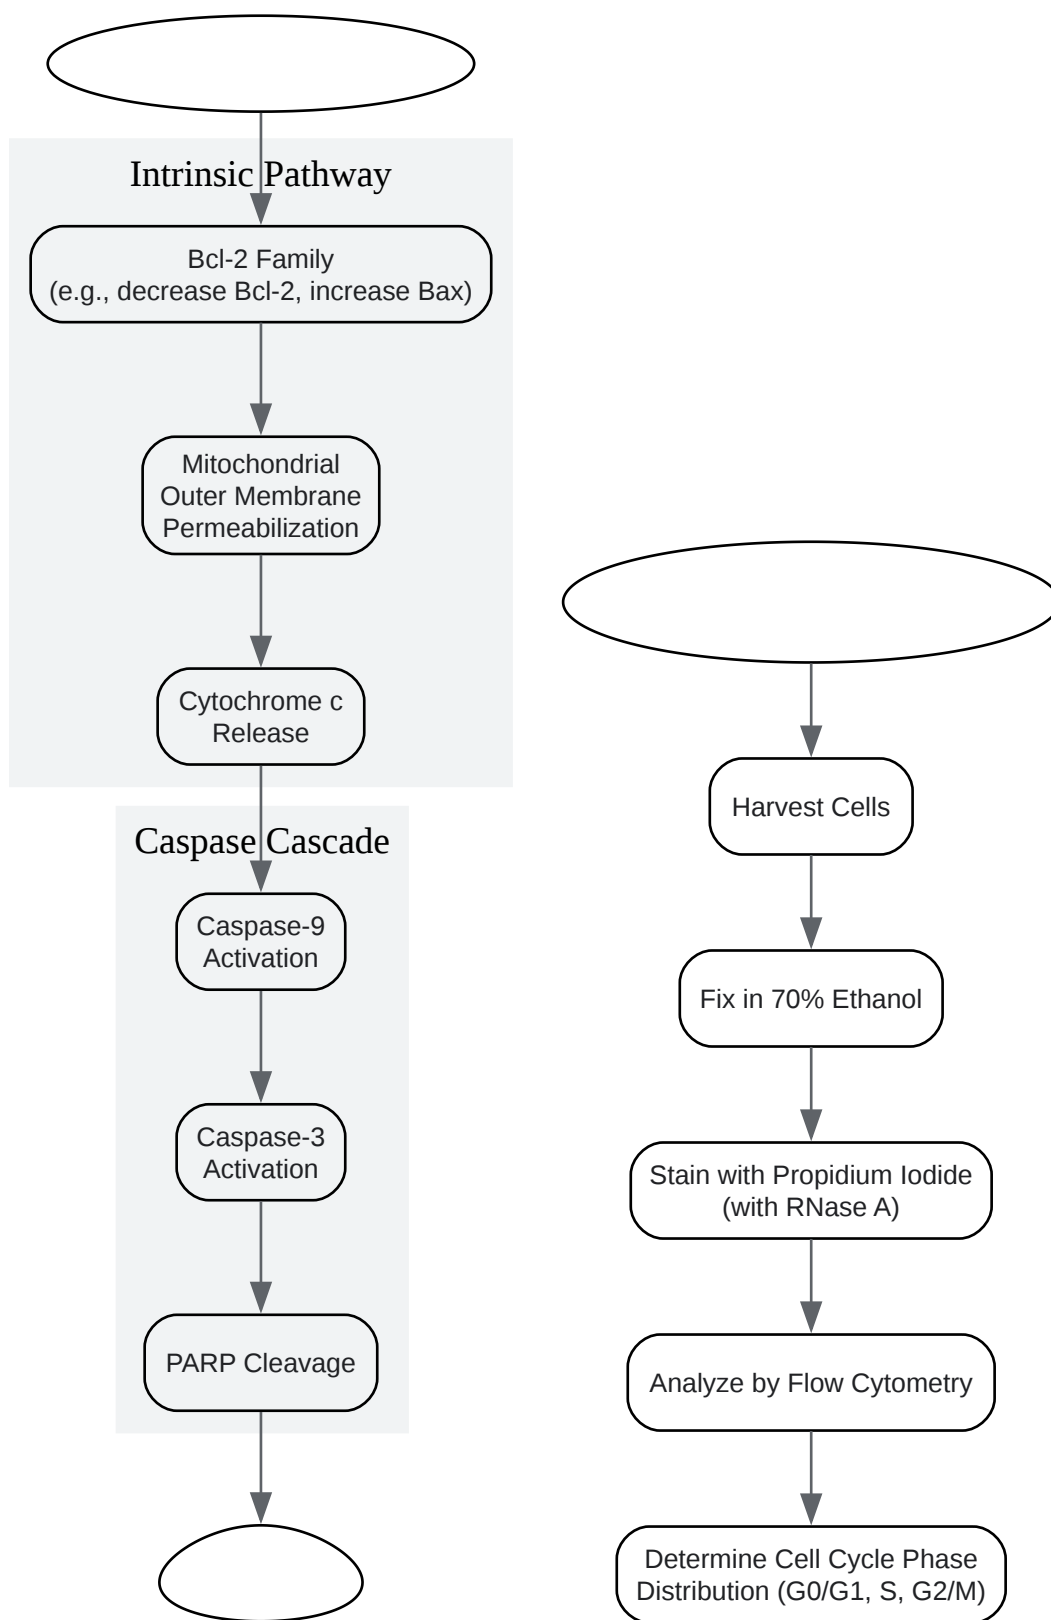 Intrinsic Pathway
Bcl-2 Family
(e.g., decrease Bcl-2, increase Bax)
Mitochondrial
Outer Membrane
Permeabilization
Cytochrome c
Release
Caspase Cascade
Caspase-9
Activation
Caspase-3
Activation
PARP Cleavage
Harvest Cells
Fix in 70% Ethanol
Stain with Propidium Iodide
(with RNase A)
Analyze by Flow Cytometry
Determine Cell Cycle Phase
Distribution (G0/G1, S, G2/M)